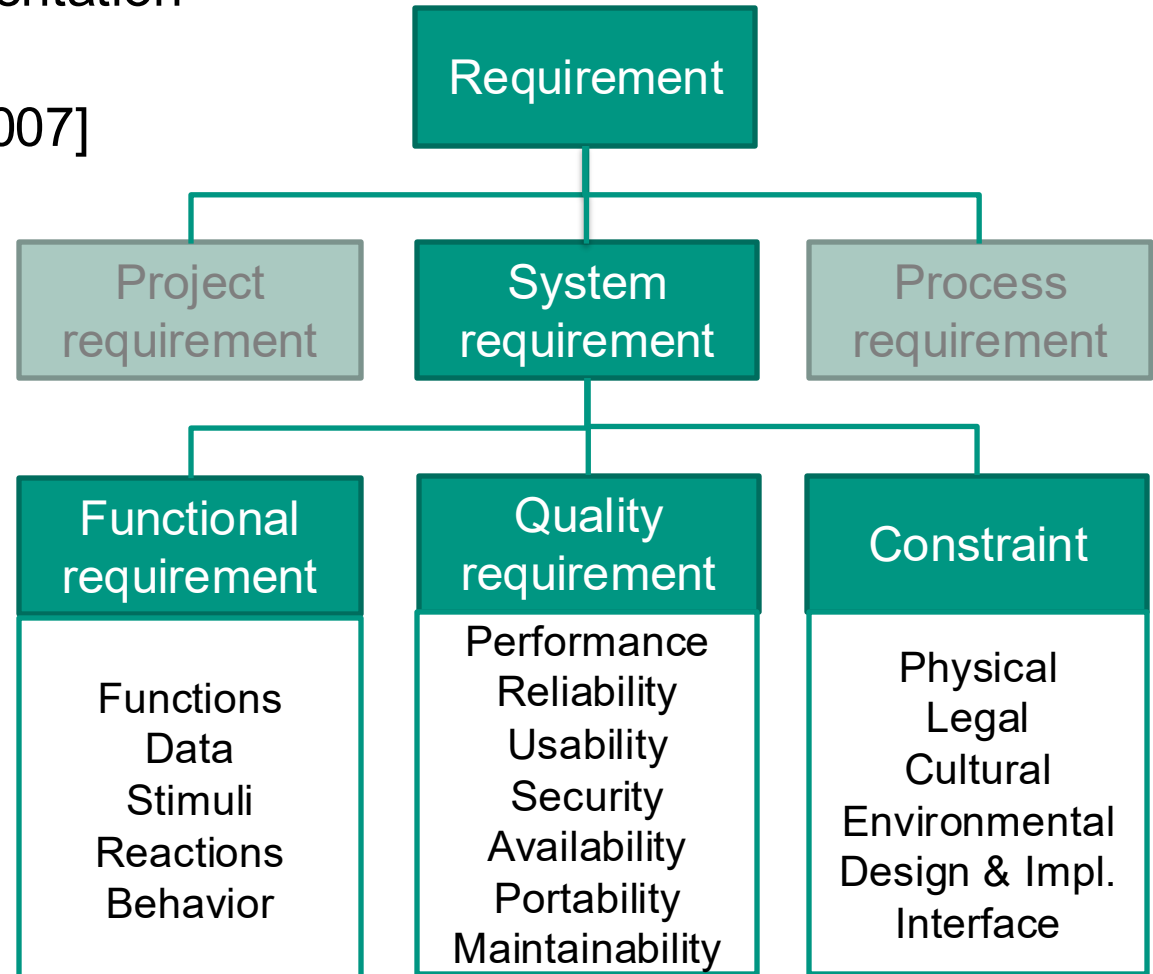 Requirement
007]
Project
requirement
System
requirement
Process
requirement
Functional
requirement
Quality
requirement
Constraint
Functions
Data
Stimuli
Reactions
Behavior
Performance
Reliability
Usability
Security
Availability
Portability
Maintainability
Physical
Legal
Cultural
Environmental
Design & Impl.
Interface